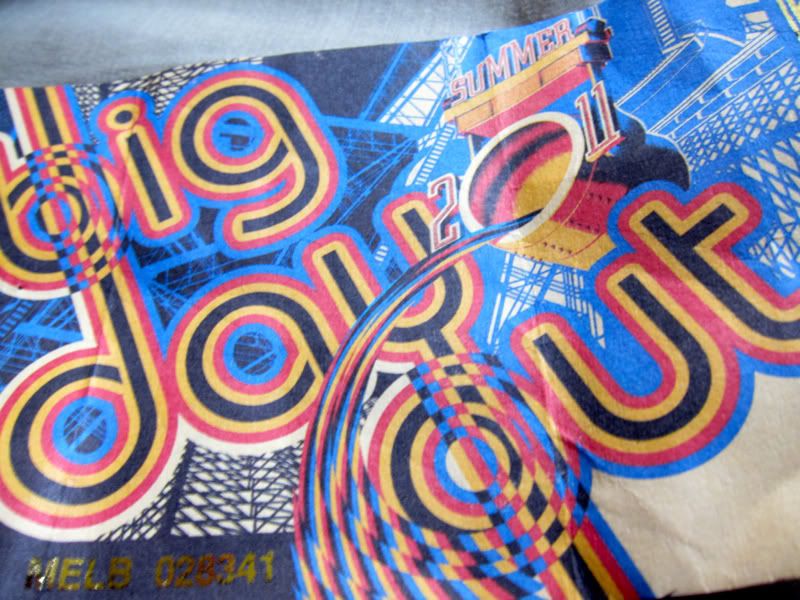 SUMMER
2011
big
day out
MELB 028341